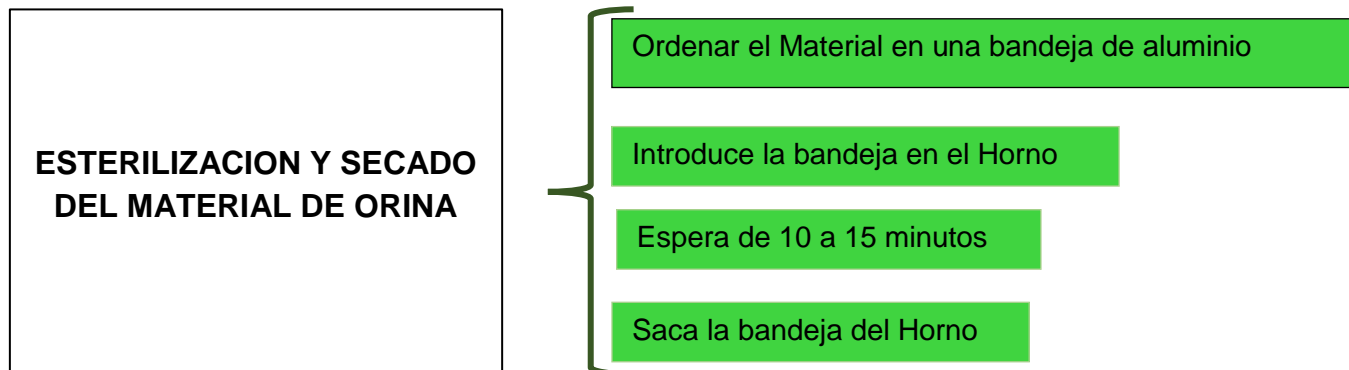 ESTERILIZACION Y SECADO
DEL MATERIAL DE ORINA
Ordenar el Material en una bandeja de aluminio
Introduce la bandeja en el Horno
Espera de 10 a 15 minutos
Saca la bandeja del Horno